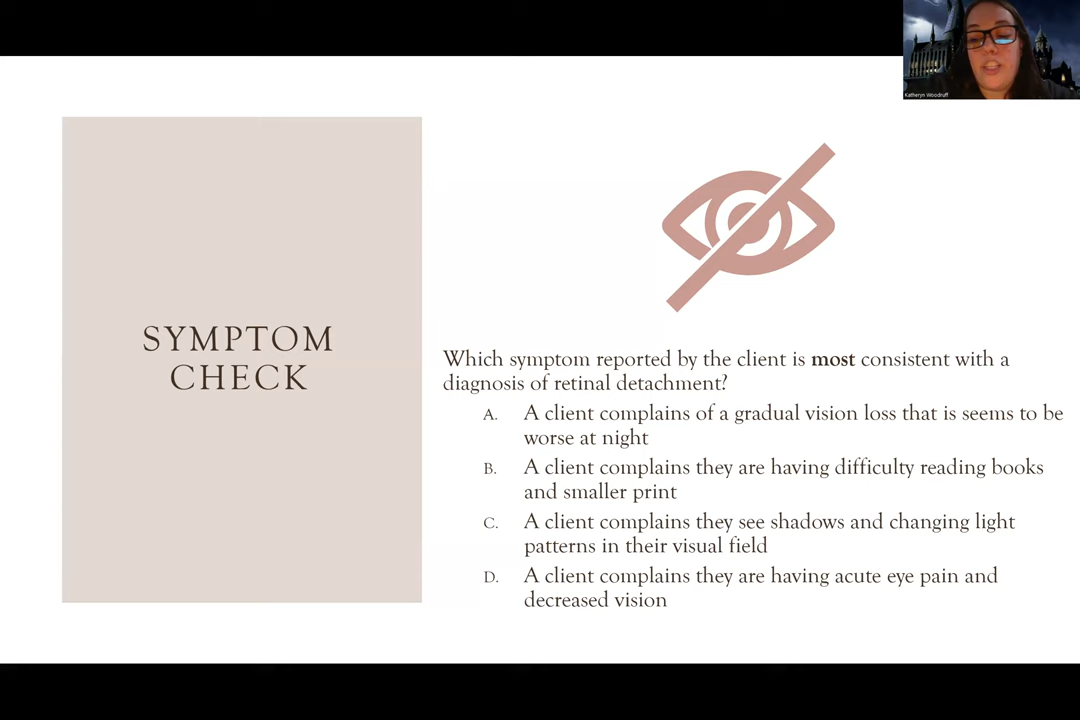 Katheryn Woodruff
SYMPTOM
CHECK
Which symptom reported by the client is most consistent with a
diagnosis of retinal detachment?
A. A client complains of a gradual vision loss that is seems to be
worse at night
B. A client complains they are having difficulty reading books
and smaller print
C. A client complains they see shadows and changing light
patterns in their visual field
D. A client complains they are having acute eye pain and
decreased vision